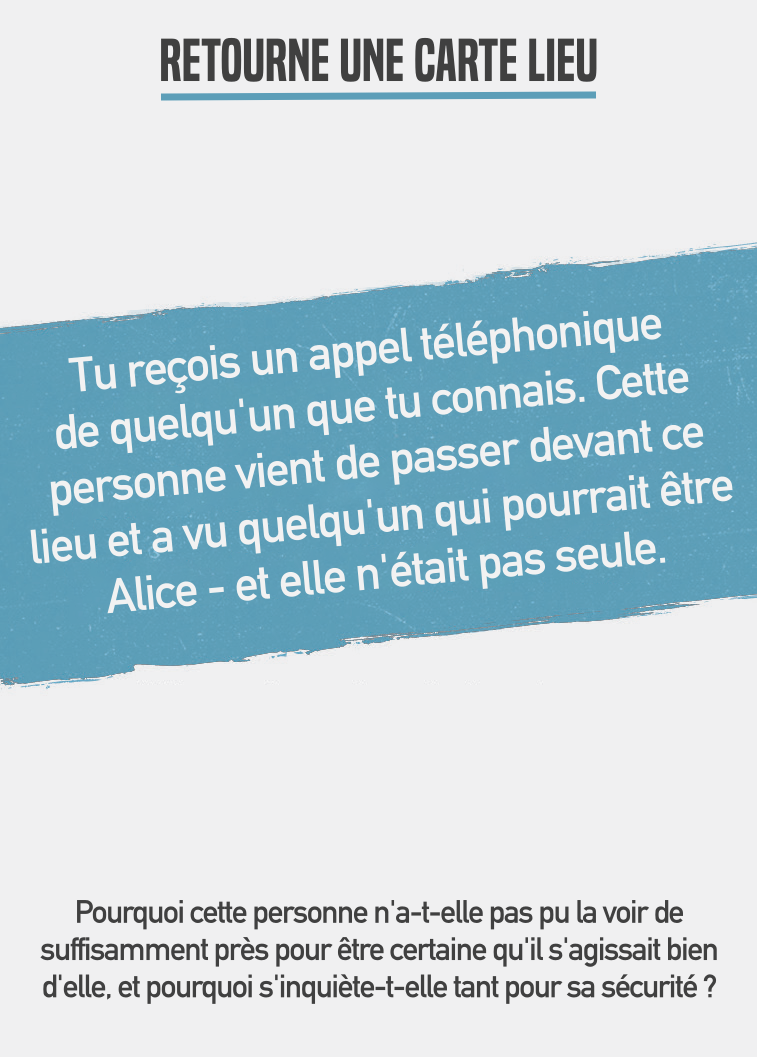 RETOURNE UNE CARTE LIEU
Tu reçois un appel téléphonique
de quelqu'un que tu connais. Cette
personne vient de passer devant ce
lieu et a vu quelqu'un qui pourrait être
Alice - et elle n'était pas seule.
Pourquoi cette personne n'a-t-elle pas pu la voir de
suffisamment près pour être certaine qu'il s'agissait bien
d'elle, et pourquoi s'inquiète-t-elle tant pour sa sécurité ?